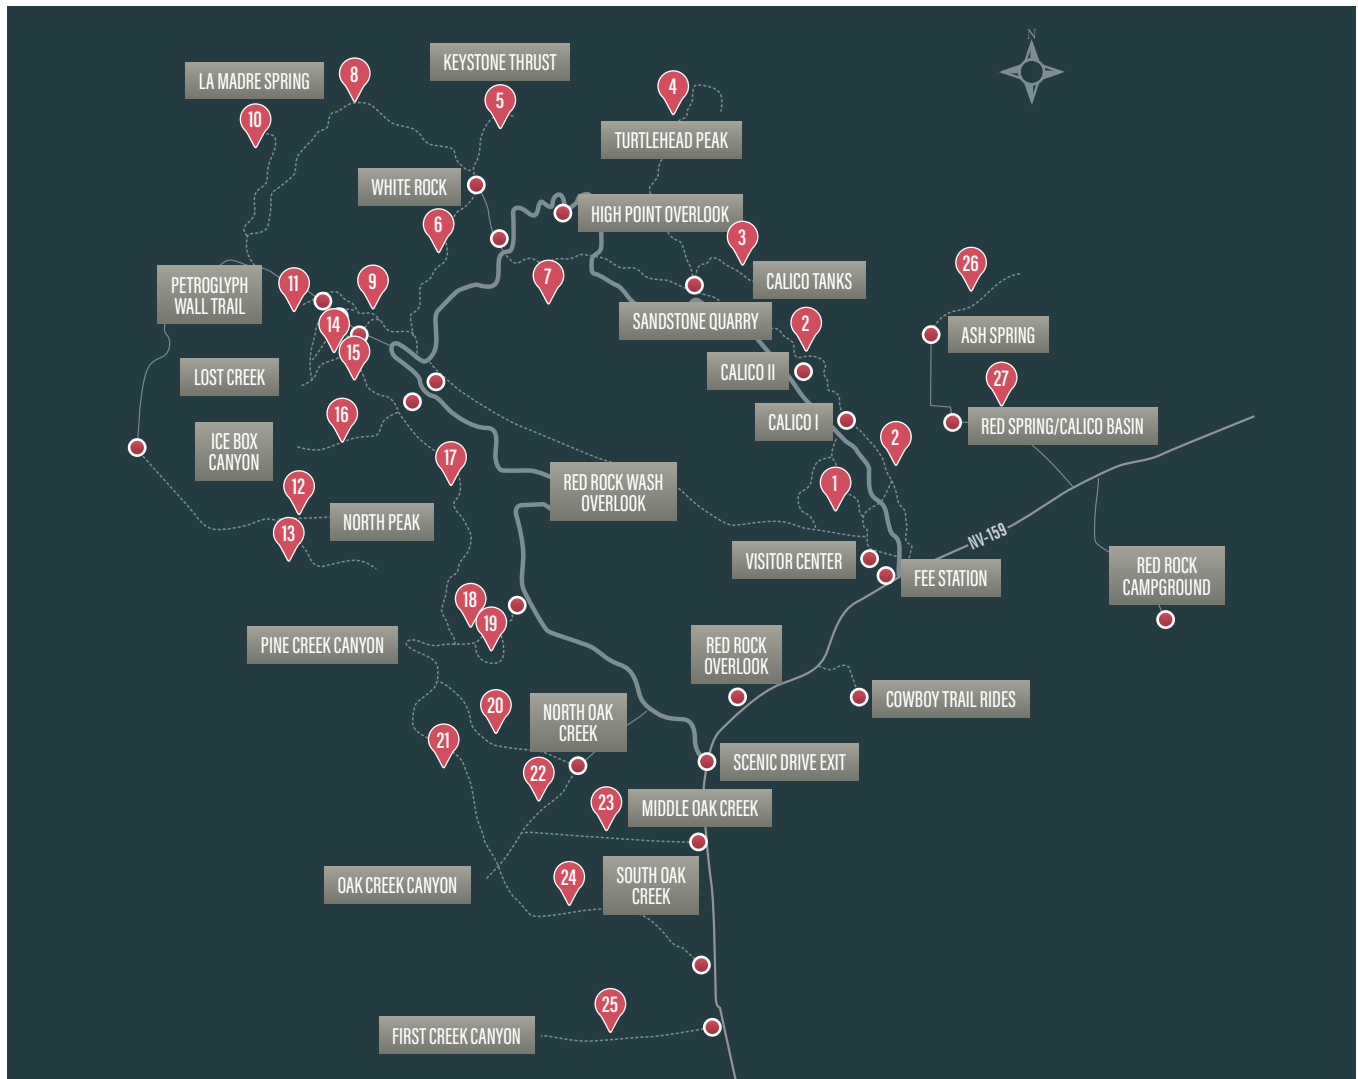 N
KEYSTONE THRUST
LA MADRE SPRING
8
5
4
10
TURTLEHEAD PEAK
WHITE ROCK
HIGH POINT OVERLOOK
6
3
26
7
CALICO TANKS
PETROGLYPH
WALL TRAIL
11
9
SANDSTONE QUARRY
2
ASH SPRING
14
15
LOST CREEK
CALICO II
27
16
CALICO I
RED SPRING/CALICO BASIN
ICE BOX
CANYON
2
17
12
RED ROCK WASH
OVERLOOK
1
NORTH PEAK
13
NV-159
VISITOR CENTER
FEE STATION
RED ROCK
CAMPGROUND
18
19
PINE CREEK CANYON
RED ROCK
OVERLOOK
COWBOY TRAIL RIDES
20
NORTH OAK
CREEK
21
SCENIC DRIVE EXIT
22
23
MIDDLE OAK CREEK
OAK CREEK CANYON
24
SOUTH OAK
CREEK
25
FIRST CREEK CANYON